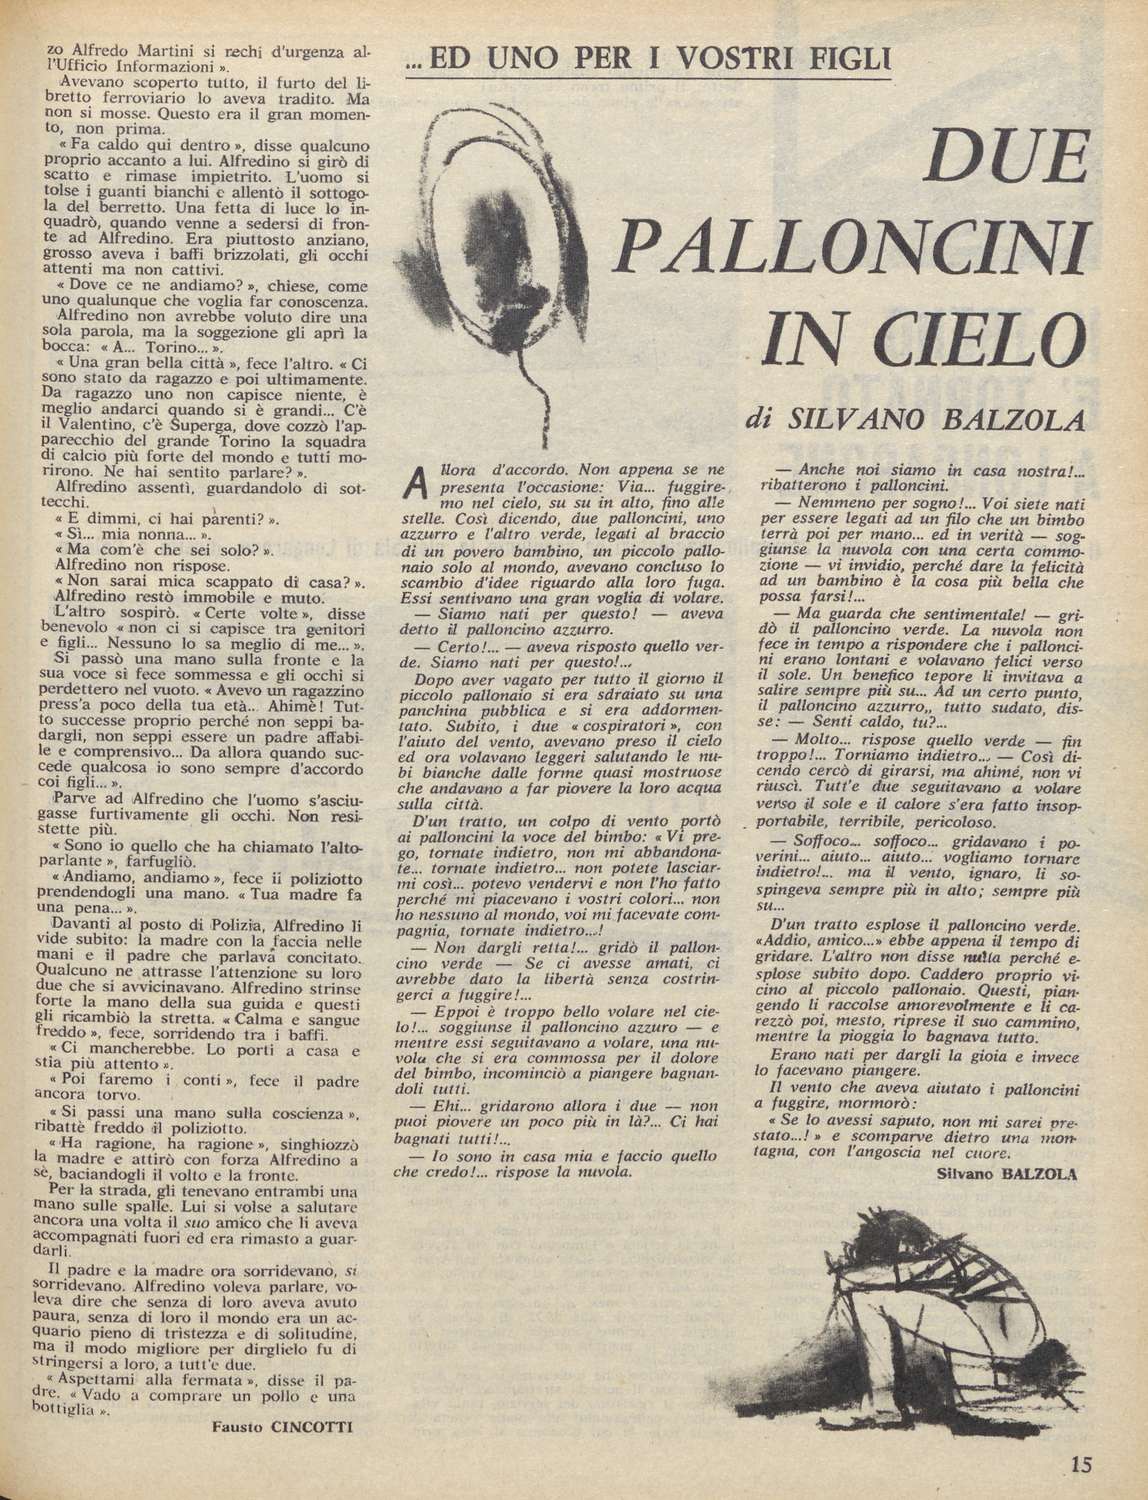 zo Alfredo Martini si rechi d'urgenza al-
l'Ufficio Informazioni ».
Avevano scoperto tutto, il furto del li-
bretto ferroviario lo aveva tradito. Ma
non si mosse. Questo era il gran momen-
to, non prima.
« Fa caldo qui dentro », disse qualcuno
proprio accanto a lui. Alfredino si girò di
scatto e rimase impietrito. L'uomo si
tolse i guanti bianchi e allentò il sottogo-
la del berretto. Una fetta di luce lo in-
quadrò, quando venne a sedersi di fron-
te ad Alfredino. Era piuttosto anziano,
grosso aveva i baffi brizzolati, gli occhi
attenti ma non cattivi.
« Dove ce ne andiamo? », chiese, come
uno qualunque che voglia far conoscenza.
Alfredino non avrebbe voluto dire una
sola parola, ma la soggezione gli aprì la
bocca: « A... Torino... ».
« Una gran bella città », fece l'altro. « Ci
sono stato da ragazzo e poi ultimamente.
Da ragazzo uno non capisce niente, è
meglio andarci quando si è grandi... C'è
il Valentino, c'è Superga, dove cozzò l'ap-
parecchio del grande Torino la squadra
di calcio più forte del mondo e tutti mo-
rirono. Ne hai sentito parlare? ».
Alfredino assentì, guardandolo di sot-
tecchi.
« E dimmi, ci hai parenti? ».
« Sì... mia nonna... ».
« Ma com'è che sei solo? ».
Alfredino non rispose.
« Non sarai mica scappato di casa? ».
Alfredino restò immobile e muto.
L'altro sospirò. « Certe volte », disse
benevolo « non ci si capisce tra genitori
e figli... Nessuno lo sa meglio di me... ».
Si passò una mano sulla fronte e la
sua voce si fece sommessa e gli occhi si
perdettero nel vuoto. « Avevo un ragazzino
press'a poco della tua età... Ahimè! Tut-
to successe proprio perché non seppi ba-
dargli, non seppi essere un padre affabi-
le e comprensivo... Da allora quando suc-
cede qualcosa io sono sempre d'accordo
coi figli... ».
Parve ad Alfredino che l'uomo s'asciu-
gasse furtivamente gli occhi. Non resi-
stette più.
« Sono io quello che ha chiamato l'alto-
parlante », farfugliò.
« Andiamo, andiamo », fece il poliziotto
prendendogli una mano. « Tua madre fa
una pena... ».
Davanti al posto di Polizia, Alfredino li
vide subito: la madre con la faccia nelle
mani e il padre che parlava concitato.
Qualcuno ne attrasse l'attenzione su loro
due che si avvicinavano. Alfredino strinse
forte la mano della sua guida e questi
gli ricambiò la stretta. « Calma e sangue
freddo », fece, sorridendo tra i baffi.
« Ci mancherebbe. Lo porti a casa e
stia più attento ».
« Poi faremo i conti », fece il padre
ancora torvo.
« Si passi una mano sulla coscienza »,
ribattè freddo il poliziotto.
« Ha ragione, ha ragione », singhiozzò
la madre e attirò con forza Alfredino a
sè, baciandogli il volto e la fronte.
Per la strada, gli tenevano entrambi una
mano sulle spalle. Lui si volse a salutare
ancora una volta il suo amico che li aveva
accompagnati fuori ed era rimasto a guar-
darli.
Il padre e la madre ora sorridevano, si
sorridevano. Alfredino voleva parlare, vo-
leva dire che senza di loro aveva avuto
paura, senza di loro il mondo era un ac-
quario pieno di tristezza e di solitudine,
ma il modo migliore per dirglielo fu di
stringersi a loro, a tutt'e due.
« Aspettami alla fermata », disse il pa-
dre. « Vado a comprare un pollo e una
bottiglia ».
Fausto CINCOTTI
... ED UNO PER I VOSTRI FIGLI
DUE
PALLONCINI
IN CIELO
di SILVANO BALZOLA
Allora d'accordo. Non appena se ne
presenta l'occasione: Via... fuggire-
mo nel cielo, su su in alto, fino alle
stelle. Così dicendo, due palloncini, uno
azzurro e l'altro verde, legati al braccio
di un povero bambino, un piccolo pallo-
naio solo al mondo, avevano concluso lo
scambio d'idee riguardo alla loro fuga.
Essi sentivano una gran voglia di volare.
— Siamo nati per questo! — aveva
detto il palloncino azzurro.
— Certo!... — aveva risposto quello ver-
de. Siamo nati per questo!...
Dopo aver vagato per tutto il giorno il
piccolo pallonaio si era sdraiato su una
panchina pubblica e si era addormen-
tato. Subito, i due « cospiratori », con
l'aiuto del vento, avevano preso il cielo
ed ora volavano leggeri salutando le nu-
bi bianche dalle forme quasi mostruose
che andavano a far piovere la loro acqua
sulla città.
D'un tratto, un colpo di vento portò
ai palloncini la voce del bimbo: « Vi pre-
go, tornate indietro, non mi abbandona-
te... tornate indietro... non potete lasciar-
mi così... potevo vendervi e non l'ho fatto
perché mi piacevano i vostri colori... non
ho nessuno al mondo, voi mi facevate com-
pagnia, tornate indietro...!
— Non dargli retta!... gridò il pallon-
cino verde — Se ci avesse amati, ci
avrebbe dato la libertà senza costrin-
gerci a fuggire!...
— Eppoi è troppo bello volare nel cie-
lo!... soggiunse il palloncino azzuro — e
mentre essi seguitavano a volare, una nu-
vola che si era commossa per il dolore
del bimbo, incominciò a piangere bagnan-
doli tutti.
— Ehi... gridarono allora i due — non
puoi piovere un poco più in là?... Ci hai
bagnati tutti!...
— Io sono in casa mia e faccio quello
che credo!... rispose la nuvola.
— Anche noi siamo in casa nostra!...
ribatterono i palloncini.
— Nemmeno per sogno!... Voi siete nati
per essere legati ad un filo che un bimbo
terrà poi per mano... ed in verità — sog-
giunse la nuvola con una certa commo-
zione — vi invidio, perché dare la felicità
ad un bambino è la cosa più bella che
possa farsi!...
— Ma guarda che sentimentale! — gri-
dò il palloncino verde. La nuvola non
fece in tempo a rispondere che i pallonci-
ni erano lontani e volavano felici verso
il sole. Un benefico tepore li invitava a
salire sempre più su... Ad un certo punto,
il palloncino azzurro,, tutto sudato, dis-
se: — Senti caldo, tu?...
— Molto... rispose quello verde — fin
troppo!... Torniamo indietro... — Così di-
cendo cercò di girarsi, ma ahimé, non vi
riuscì. Tutt'e due seguitavano a volare
verso il sole e il calore s'era fatto insop-
portabile, terribile, pericoloso.
— Soffoco... soffoco... gridavano i po-
verini... aiuto... aiuto... vogliamo tornare
indietro!... ma il vento, ignaro, li so-
spingeva sempre più in alto; sempre più
su...
D'un tratto esplose il palloncino verde.
«Addio, amico...» ebbe appena il tempo di
gridare. L'altro non disse nulla perché e-
splose subito dopo. Caddero proprio vi-
cino al piccolo pallonaio. Questi, pian-
gendo li raccolse amorevolmente e li ca-
rezzò poi, mesto, riprese il suo cammino,
mentre la pioggia lo bagnava tutto.
Erano nati per dargli la gioia e invece
lo facevano piangere.
Il vento che aveva aiutato i palloncini
a fuggire, mormorò:
« Se lo avessi saputo, non mi sarei pre-
stato...! » e scomparve dietro una mon-
tagna, con l'angoscia nel cuore.
Silvano BALZOLA
15